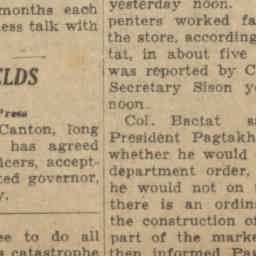 months each
ess talk with
ELDS
Press
Canton, long
has agreed
icers, accept-
ted governor,
y.
ee to do all
catastrophe
yesterday noon.
penters worked fa
the store, according
tat, in about five
was reported by C
Secretary Sison ye
noon.
Col. Bactat sa
President Pagtakh
whether he would
department order,
he would not on
there is an ordin
the construction of
part of the marke
then informed Pa